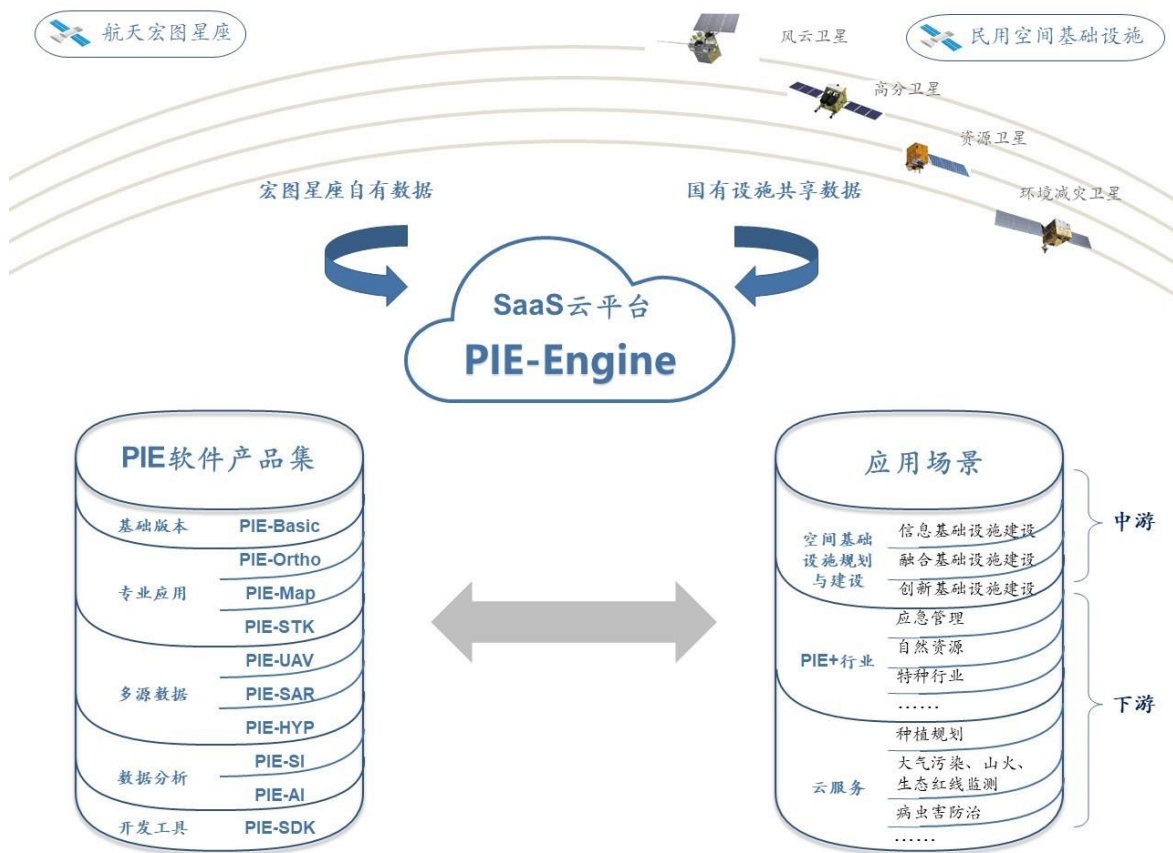 航天宏图星座
民用空间基础设施
风云卫星
高分卫星
资源卫星
环境减灾卫星
宏图星座自有数据
国有设施共享数据
SaaS云平台
PIE-Engine
PIE软件产品集
基础版本 PIE-Basic
专业应用
PIE-Ortho
PIE-Map
PIE-STK
多源数据
PIE-UAV
PIE-SAR
PIE-HYP
数据分析
PIE-SI
PIE-AI
开发工具 PIE-SDK
应用场景
空间基础
设施规划
与建设
信息基础设施建设
融合基础设施建设
创新基础设施建设
PIE+行业
应急管理
自然资源
特种行业
……
云服务
种植规划
大气污染、山火、
生态红线监测
病虫害防治
……
中游
下游